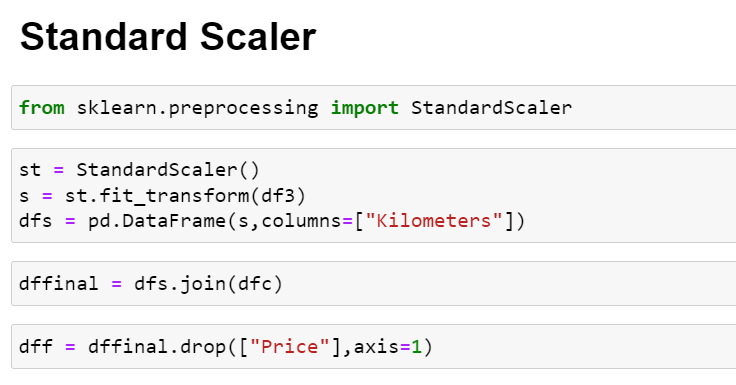 Standard Scaler
from sklearn.preprocessing import StandardScaler
st = StandardScaler()
s = st.fit_transform(df3)
dfs = pd.DataFrame(s,columns=["Kilometers"])
dffinal = dfs.join(dfc)
dff = dffinal.drop(["Price"],axis=1)